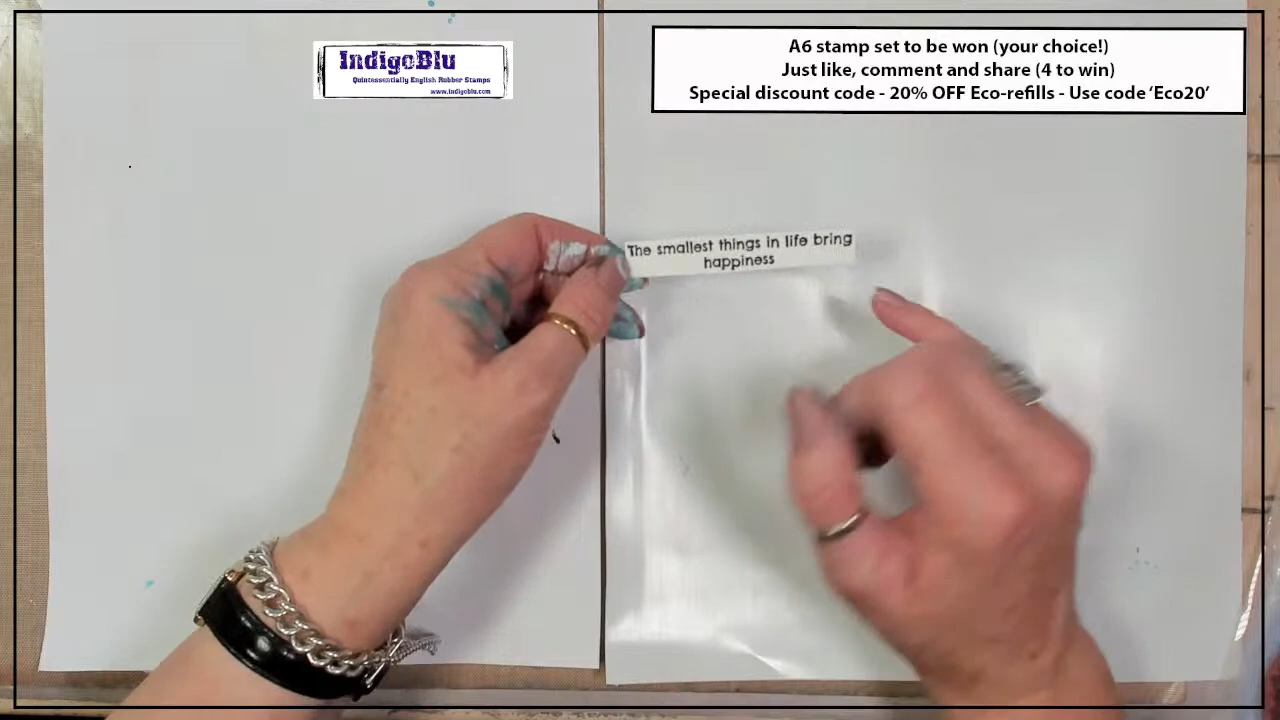 IndigoBlu
Quintessentially English Rubber Stamps
www.indigoblu.com
A6 stamp set to be won (your choice!)
Just like, comment and share (4 to win)
Special discount code - 20% OFF Eco-refills - Use code ‘Eco20’
The smallest things in life bring
happiness